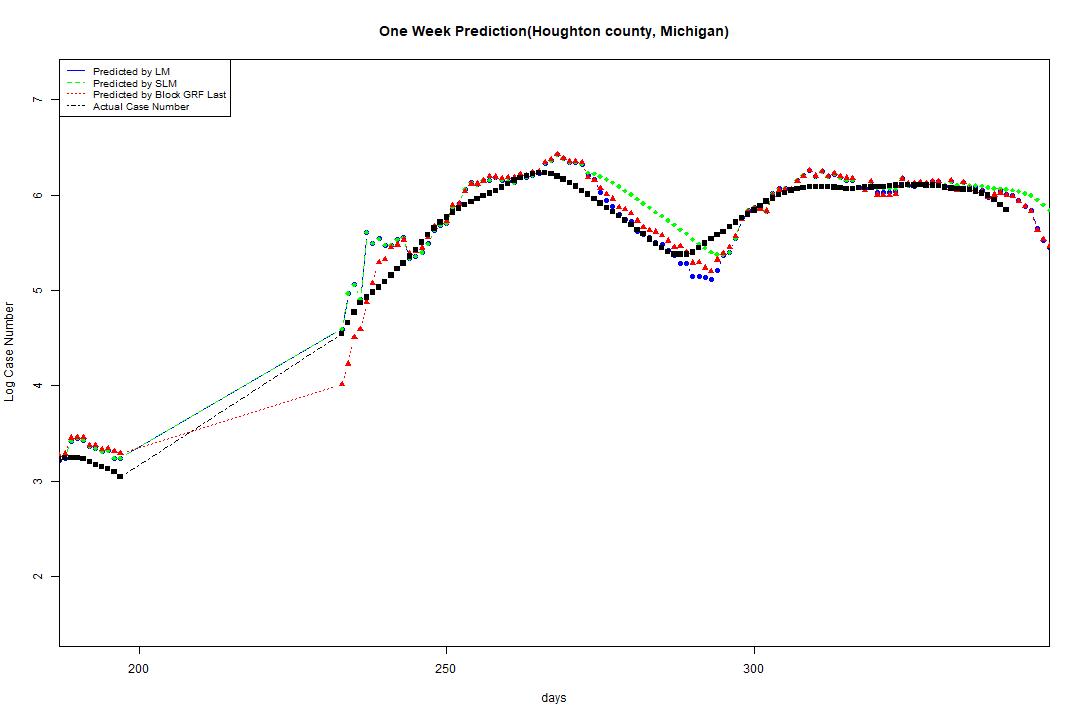 One Week Prediction(Houghton county, Michigan)
Predicted by LM
Predicted by SLM
Predicted by Block GRF Last
Actual Case Number
7
6
5
4
3
2
Log Case Number
200 250 300
days